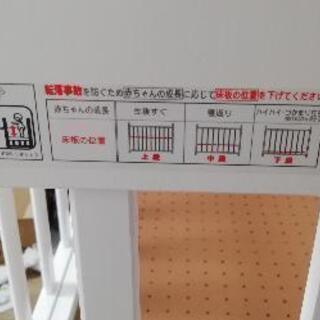 転落事故を防ぐため赤ちゃんの成長に応じて床板の位置を下げてください
赤ちゃんの成長 生後すぐ 寝返り ハイハイ・つかまり立ち
床板の位置
上段 中段 下段